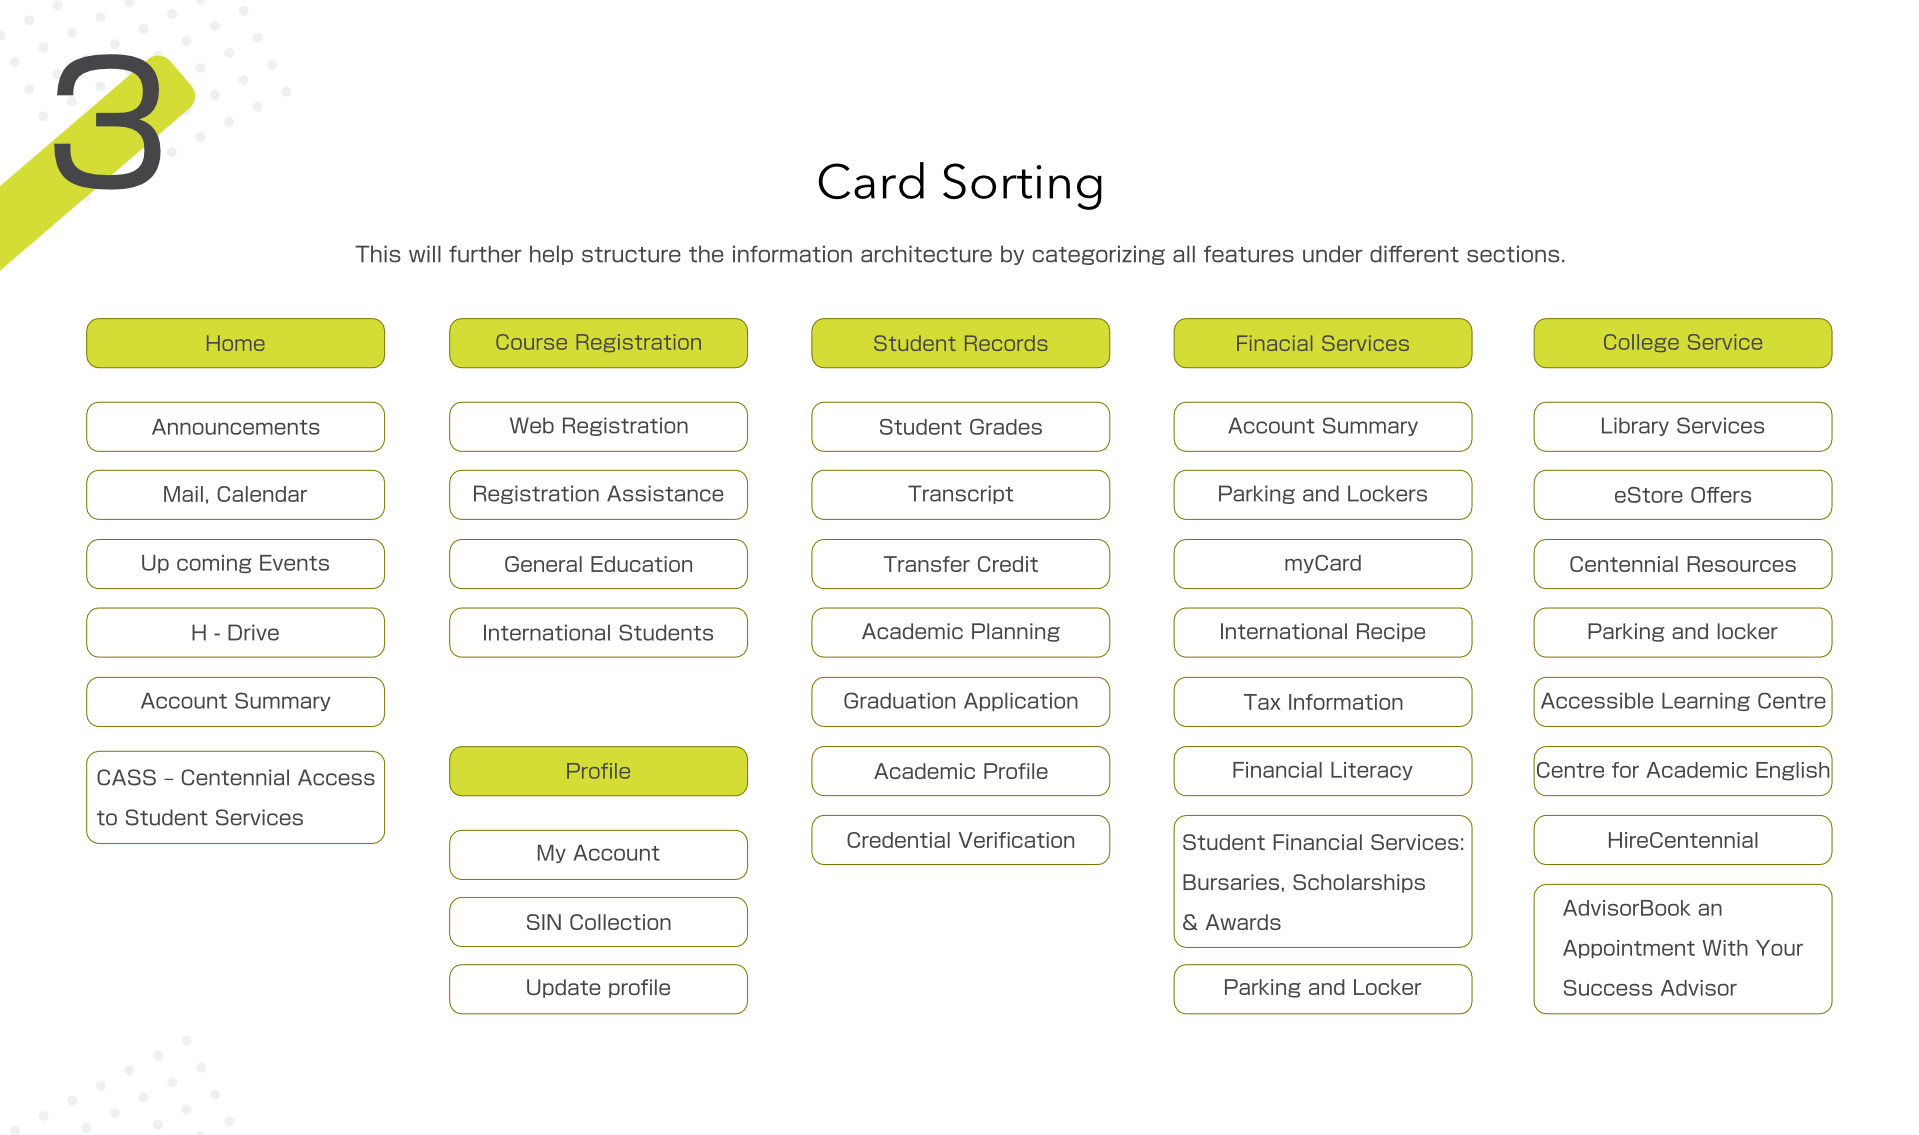 3
Card Sorting
This will further help structure the information architecture by categorizing all features under different sections.
Home
Announcements
Mail, Calendar
Up coming Events
H - Drive
Account Summary
CASS – Centennial Access
to Student Services
Course Registration
Web Registration
Registration Assistance
General Education
International Students
Profile
My Account
SIN Collection
Update profile
Student Records
Student Grades
Transcript
Transfer Credit
Academic Planning
Graduation Application
Academic Profile
Credential Verification
Finacial Services
Account Summary
Parking and Lockers
myCard
International Recipe
Tax Information
Financial Literacy
Student Financial Services:
Bursaries, Scholarships
& Awards
Parking and Locker
College Service
Library Services
eStore Offers
Centennial Resources
Parking and locker
Accessible Learning Centre
Centre for Academic English
HireCentennial
AdvisorBook an
Appointment With Your
Success Advisor